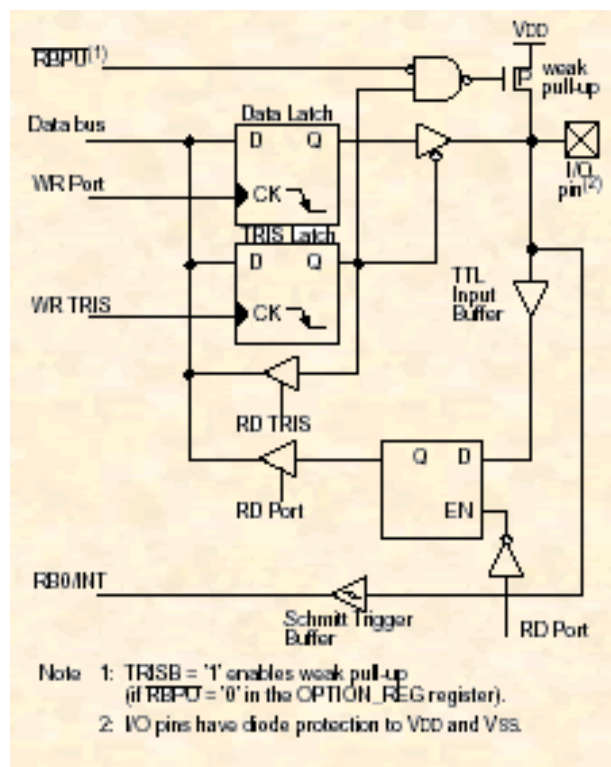 VDD
RBPU(1)
weak
pull-up
Data bus
Data Latch
D Q
WR Port
CK
I/O
pin(2)
TRIS Latch
D Q
TTL
Input
Buffer
WR TRIS
CK
RD TRIS
Q D
RD Port
EN
RB0/INT
Schmitt Trigger
Buffer
RD Port
Note 1: TRISB = '1' enables weak pull-up
(if RBPU = '0' in the OPTION_REG register).
2: I/O pins have diode protection to VDD and VSS.
P